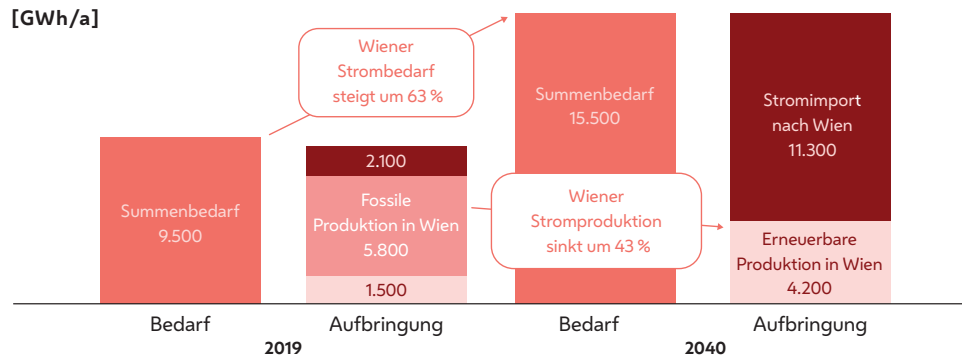 [GWh/a]
Wiener
Strombedarf
steigt um 63 %
Summenbedarf
9.500
2.100
Fossile
Produktion in Wien
5.800
1.500
Summenbedarf
15.500
Wiener
Stromproduktion
sinkt um 43 %
Stromimport
nach Wien
11.300
Erneuerbare
Produktion in Wien
4.200
Bedarf
Aufbringung
Bedarf
Aufbringung
2019
2040